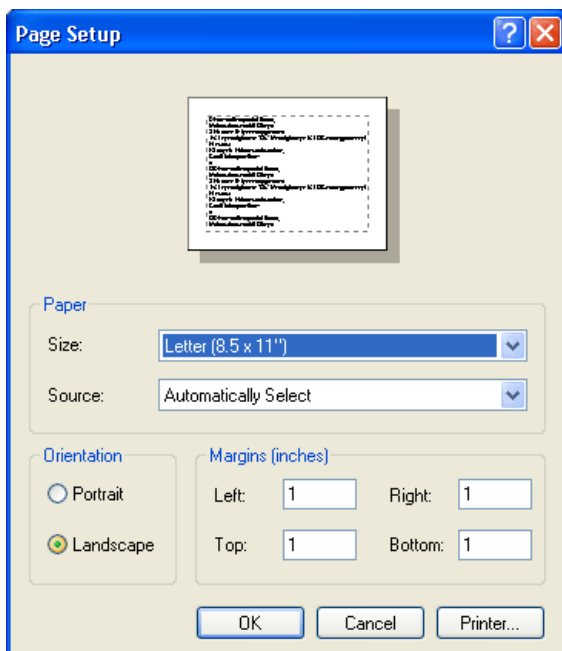 Page Setup
Paper
Size: Letter (8.5 x 11")
Source: Automatically Select
Orientation Margins (inches)
Portrait Left: 1 Right: 1
Landscape Top: 1 Bottom: 1
OK Cancel Printer...